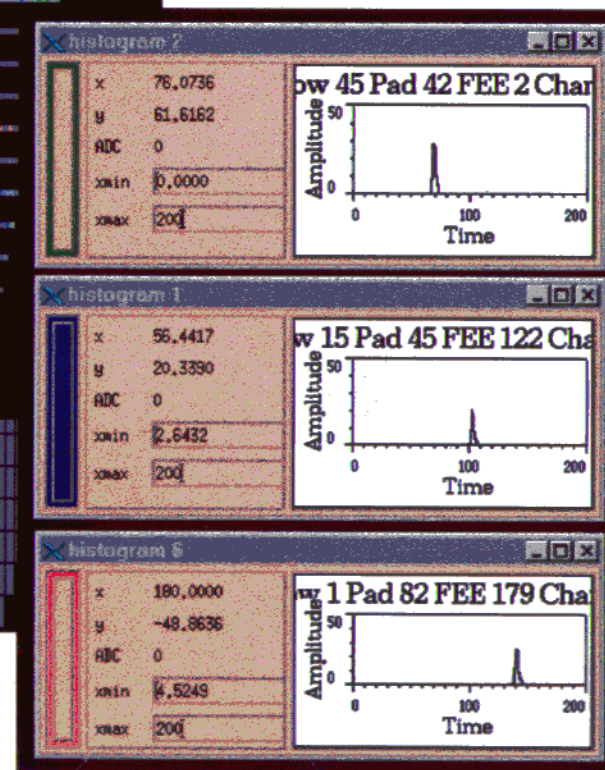 histogram 2
x 76.0736
y 61.6162
ADC 0
xmin 0.0000
xmax 200
ow 45 Pad 42 FEE 2 Char
Amplitude
50
0
0 100 200
Time
histogram 1
x 56.4417
y 20.3390
ADC 0
xmin 2.6432
xmax 200
w 15 Pad 45 FEE 122 Cha
Amplitude
50
0
0 100 200
Time
histogram 6
x 180.0000
y -48.8636
ADC 0
xmin 4.5249
xmax 200
ow 1 Pad 82 FEE 179 Cha
Amplitude
50
0
0 100 200
Time